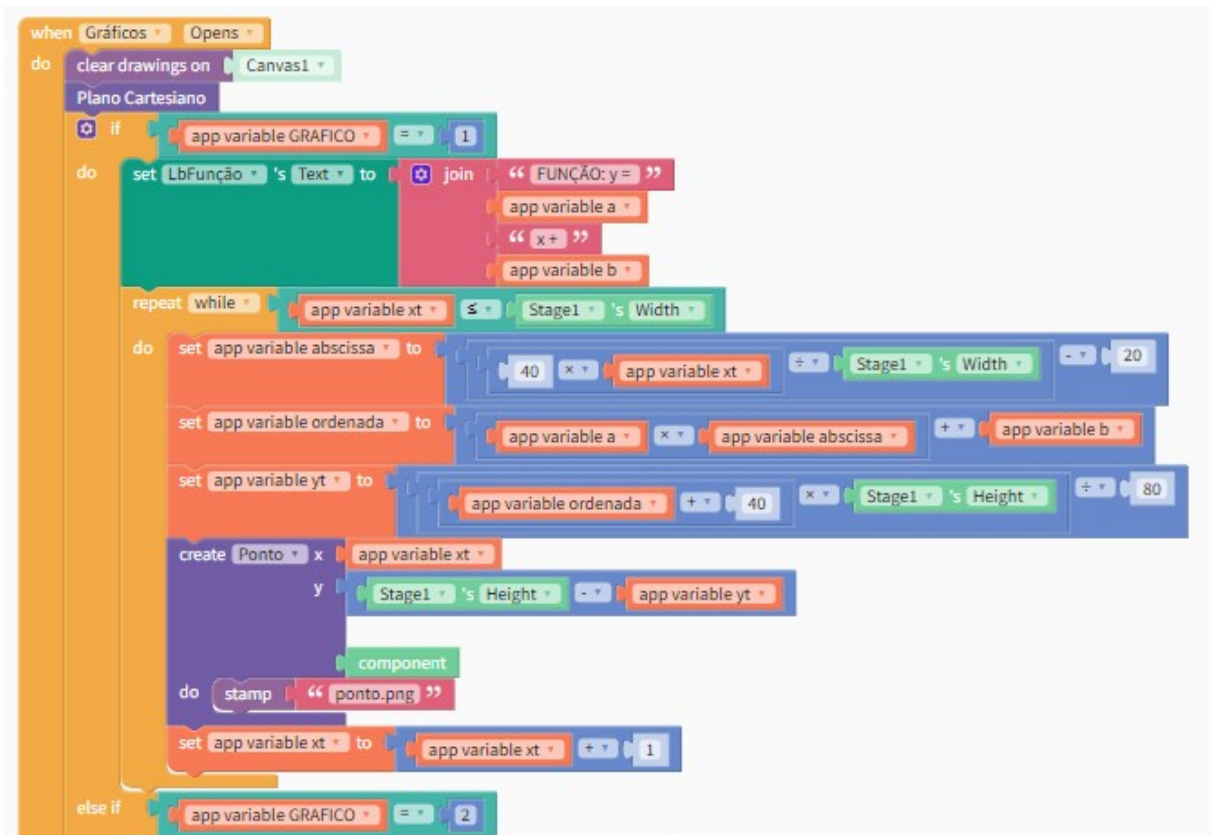 when Gráficos Opens
do clear drawings on Canvas1
Plano Cartesiano
if app variable GRAFICO = 1
do set LbFunção 's Text to join “ FUNÇÃO: y = ”
app variable a
“ x + ”
app variable b
repeat while app variable xt ≤ Stage1 's Width
do set app variable abscissa to 40 × app variable xt ÷ Stage1 's Width - 20
set app variable ordenada to app variable a × app variable abscissa + app variable b
set app variable yt to app variable ordenada + 40 × Stage1 's Height ÷ 80
create Ponto x app variable xt
y Stage1 's Height - app variable yt
component
do stamp “ ponto.png ”
set app variable xt to app variable xt + 1
else if app variable GRAFICO = 2